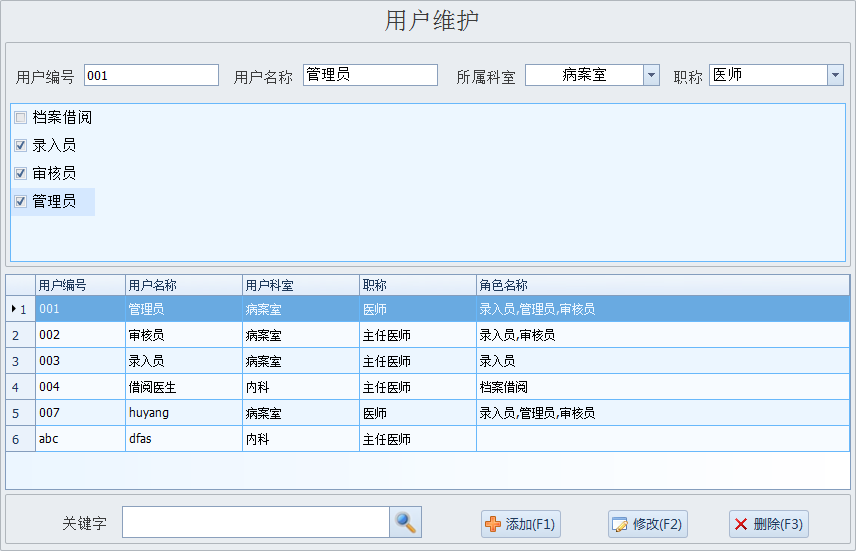 用户维护
用户编号 001 用户名称 管理员 所属科室 病案室 职称 医师
档案借阅
录入员
审核员
管理员
用户编号 用户名称 用户科室 职称 角色名称
1 001 管理员 病案室 医师 录入员,管理员,审核员
2 002 审核员 病案室 主任医师 录入员,审核员
3 003 录入员 病案室 主任医师 录入员
4 004 借阅医生 内科 主任医师 档案借阅
5 007 huyang 病案室 医师 录入员,管理员,审核员
6 abc dfas 内科 主任医师
关键字 添加(F1) 修改(F2) 删除(F3)